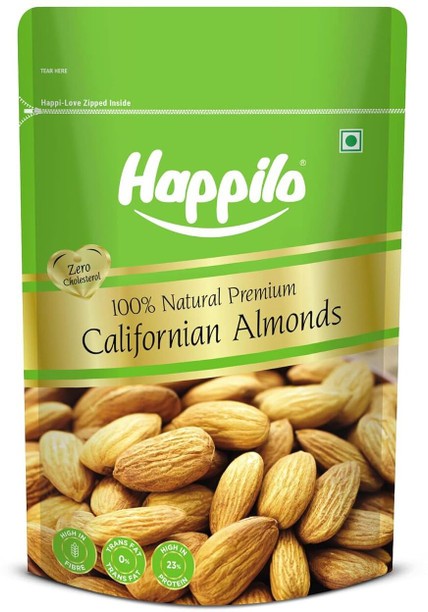 TEAR HERE
Happi-Love Zipped Inside
Happilo®
Zero
Cholesterol
100% Natural Premium
Californian Almonds
HIGH IN
FIBRE
TRANS FAT
0%
TRANS FAT
HIGH IN
23%
PROTEIN